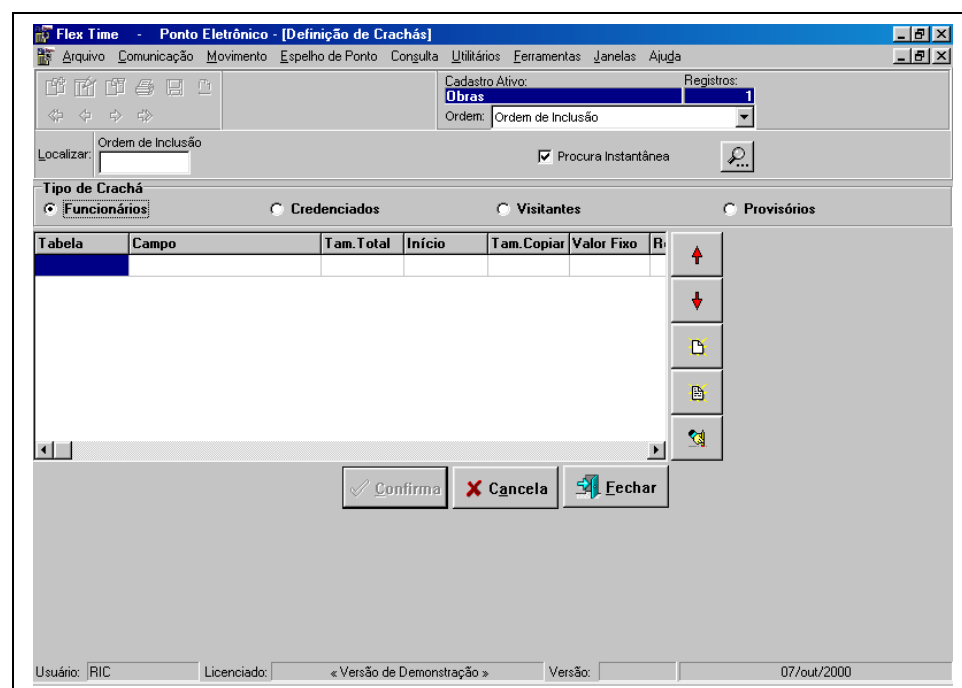 Flex Time - Ponto Eletrônico - [Definição de Crachás]
Arquivo Comunicação Movimento Espelho de Ponto Consulta Utilitários Ferramentas Janelas Ajuda
Cadastro Ativo: Registros:
Obras 1
Ordem: Ordem de Inclusão
Ordem de Inclusão
Localizar: Procura Instantânea
Tipo de Crachá
Funcionários Credenciados Visitantes Provisórios
Tabela Campo Tam.Total Início Tam.Copiar Valor Fixo
Confirma Cancela Fechar
Usuário: RIC Licenciado: « Versão de Demonstração » Versão: 07/out/2000